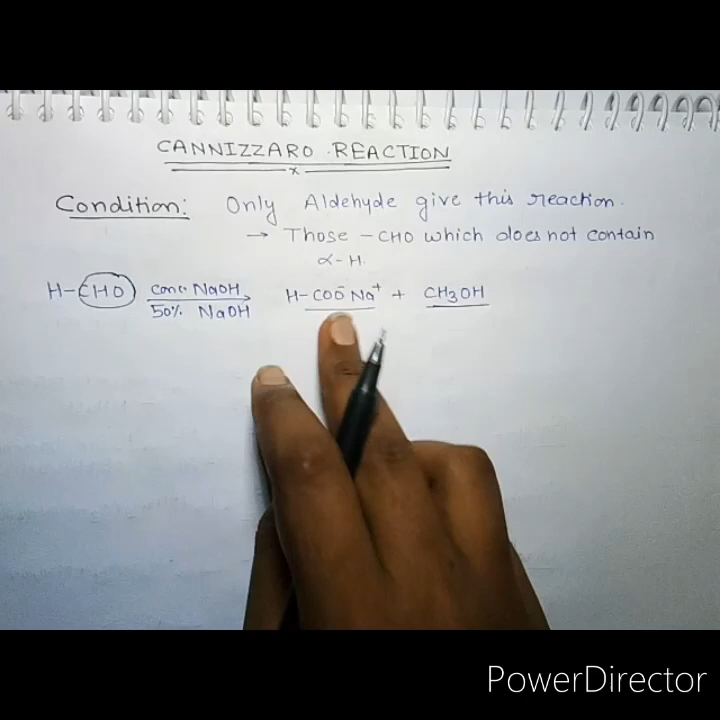 CANNIZZARO REACTION
x
Condition: Only Aldehyde give this reaction.
→ Those -CHO which does not contain
α-H.
H-CHO conc. NaOH H-COO⁻Na⁺ + CH₃OH
50% NaOH
PowerDirector